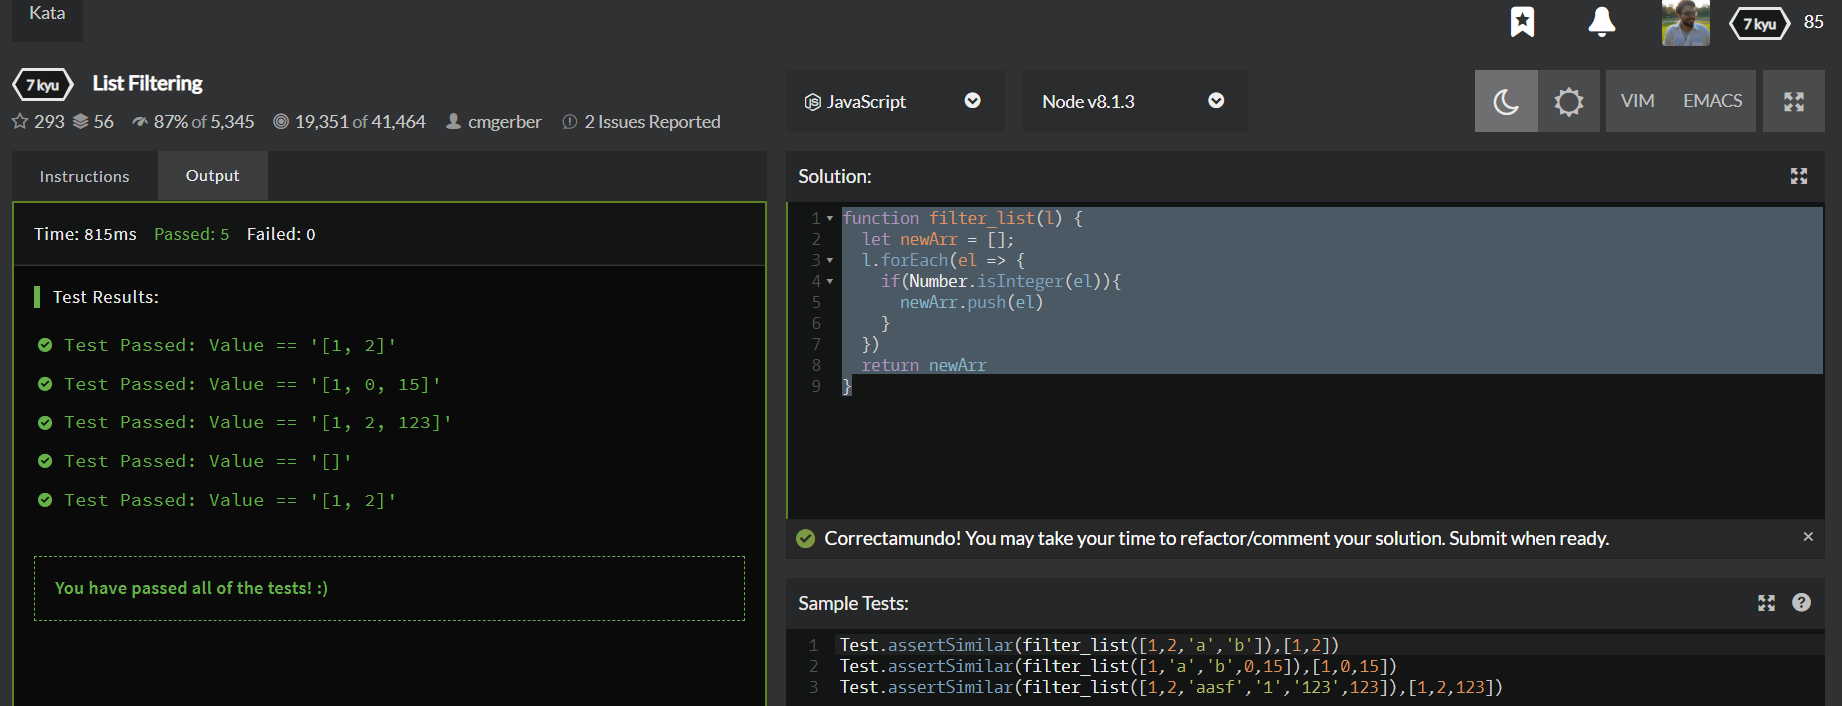 Kata
7 kyu 85
7 kyu List Filtering
293 56 87% of 5,345 19,351 of 41,464 cmgerber 2 Issues Reported
JavaScript Node v8.1.3 VIM EMACS
Instructions Output
Time: 815ms Passed: 5 Failed: 0
Test Results:
Test Passed: Value == '[1, 2]'
Test Passed: Value == '[1, 0, 15]'
Test Passed: Value == '[1, 2, 123]'
Test Passed: Value == '[]'
Test Passed: Value == '[1, 2]'
You have passed all of the tests! :)
Solution:
1 function filter_list(l) {
2 let newArr = [];
3 l.forEach(el => {
4 if(Number.isInteger(el)){
5 newArr.push(el)
6 }
7 })
8 return newArr
9 }
Correctamundo! You may take your time to refactor/comment your solution. Submit when ready.
Sample Tests:
1 Test.assertSimilar(filter_list([1,2,'a','b']),[1,2])
2 Test.assertSimilar(filter_list([1,'a','b',0,15]),[1,0,15])
3 Test.assertSimilar(filter_list([1,2,'aasf','1','123',123]),[1,2,123])